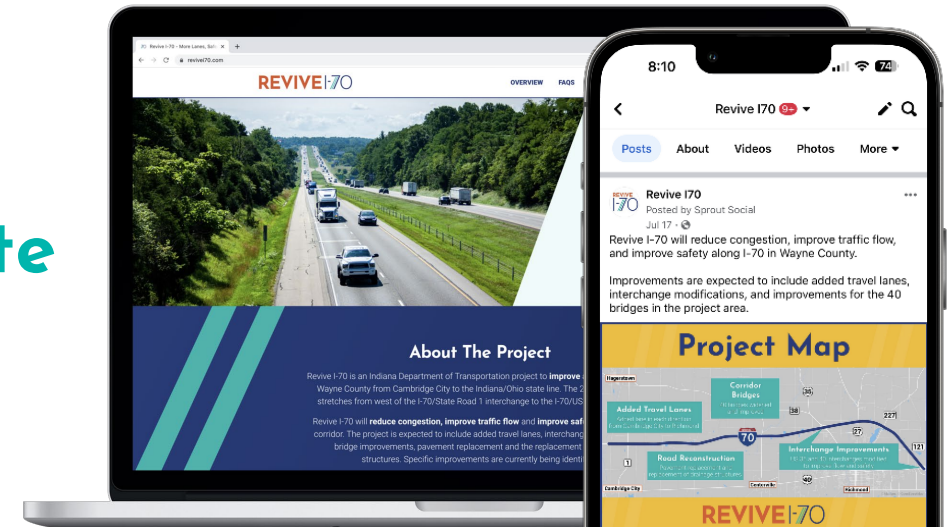 te
Revive I-70 - More Lanes, Safe
revivei70.com
REVIVE I-70
OVERVIEW FAQS
About The Project
Revive I-70 is an Indiana Department of Transportation project to improve
Wayne County from Cambridge City to the Indiana/Ohio state line. The 2
stretches from west of the I-70/State Road 1 interchange to the I-70/US
Revive I-70 will reduce congestion, improve traffic flow and improve saf
corridor. The project is expected to include added travel lanes, interchang
bridge improvements, pavement replacement and the replacement
structures. Specific improvements are currently being identi
8:10
74
Revive I70 9+
Posts About Videos Photos More
REVIVE
I-70
Revive I70
Posted by Sprout Social
Jul 17 ·
Revive I-70 will reduce congestion, improve traffic flow,
and improve safety along I-70 in Wayne County.
Improvements are expected to include added travel lanes,
interchange modifications, and improvements for the 40
bridges in the project area.
Project Map
Hagerstown
Corridor
Bridges
38
Added Travel Lanes
38
227
70
27
Interchange Improvements
121
Road Reconstruction
1
40
Cambridge City
Centerville
Richmond
REVIVE I-70